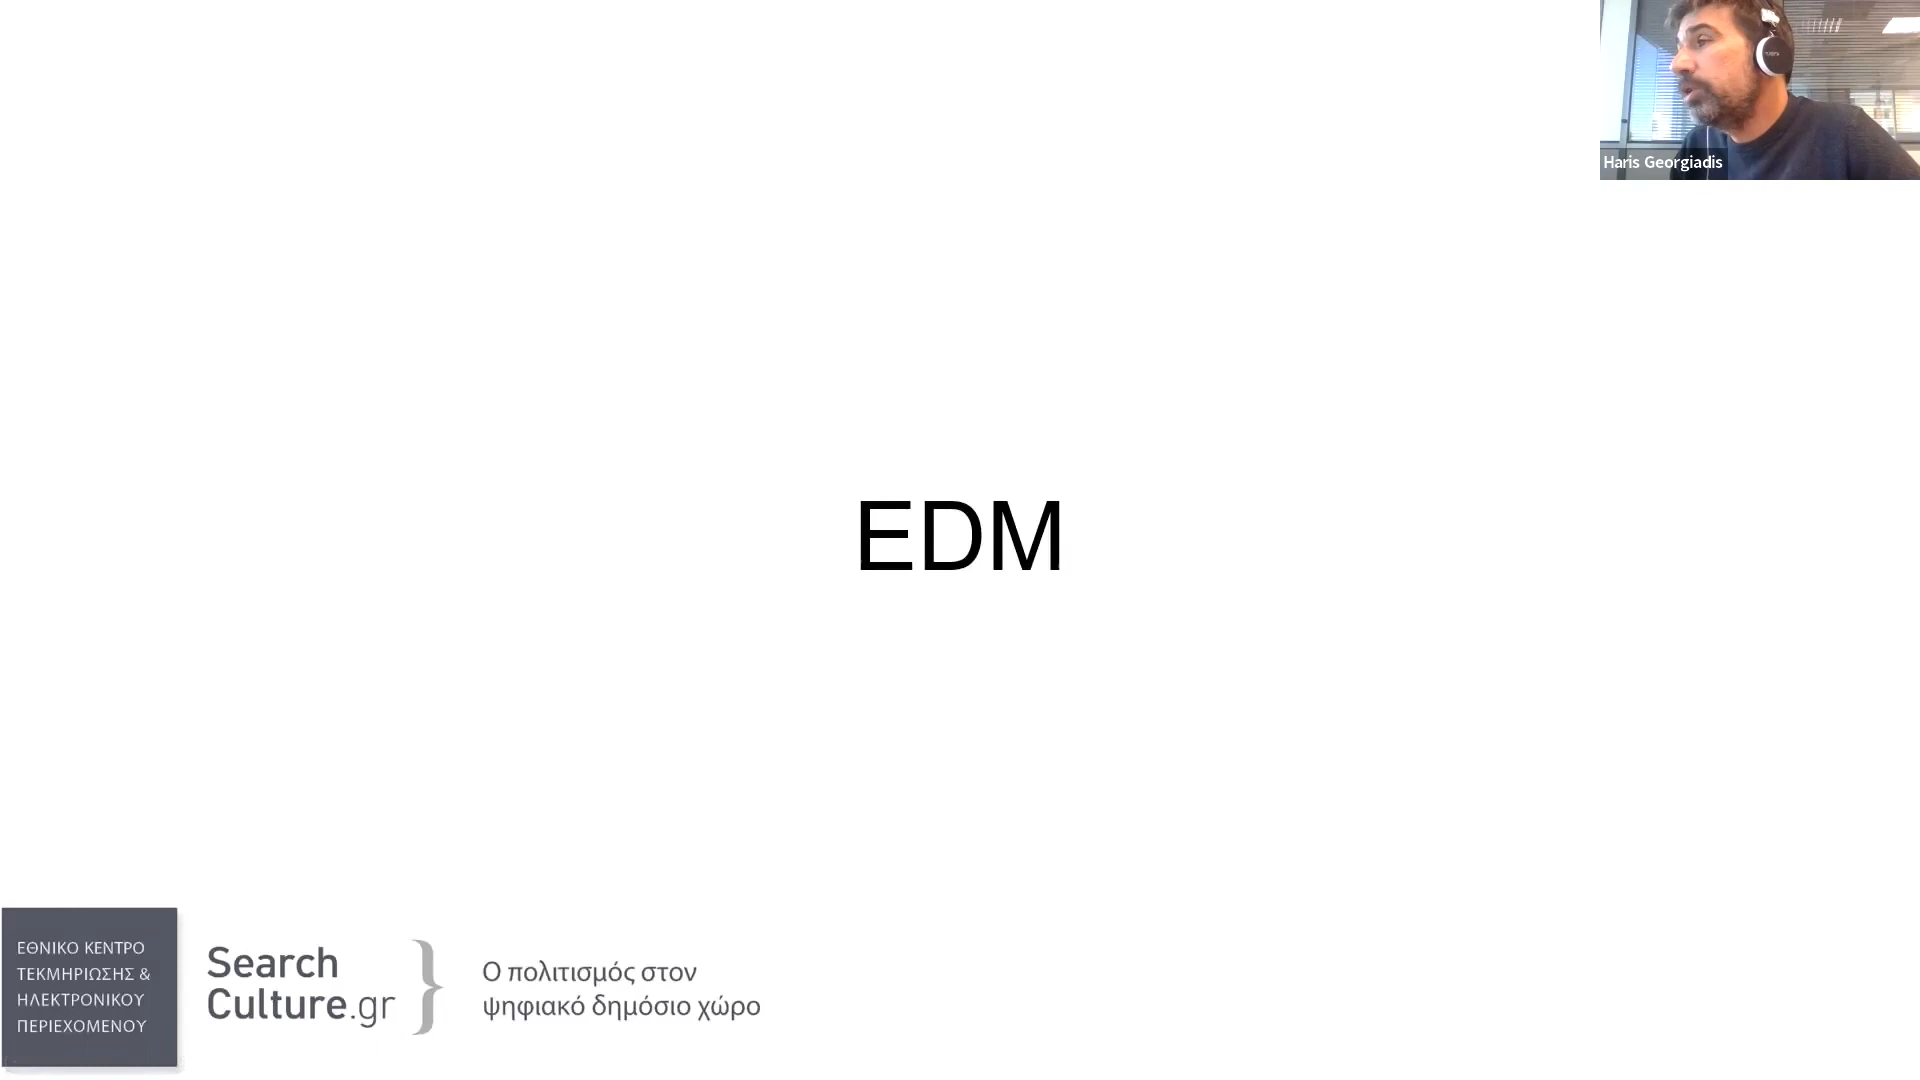 Haris Georgiadis
EDM
ΕΘΝΙΚΟ ΚΕΝΤΡΟ
ΤΕΚΜΗΡΙΩΣΗΣ &
ΗΛΕΚΤΡΟΝΙΚΟΥ
ΠΕΡΙΕΧΟΜΕΝΟΥ
Search
Culture.gr
Ο πολιτισμός στον
ψηφιακό δημόσιο χώρο